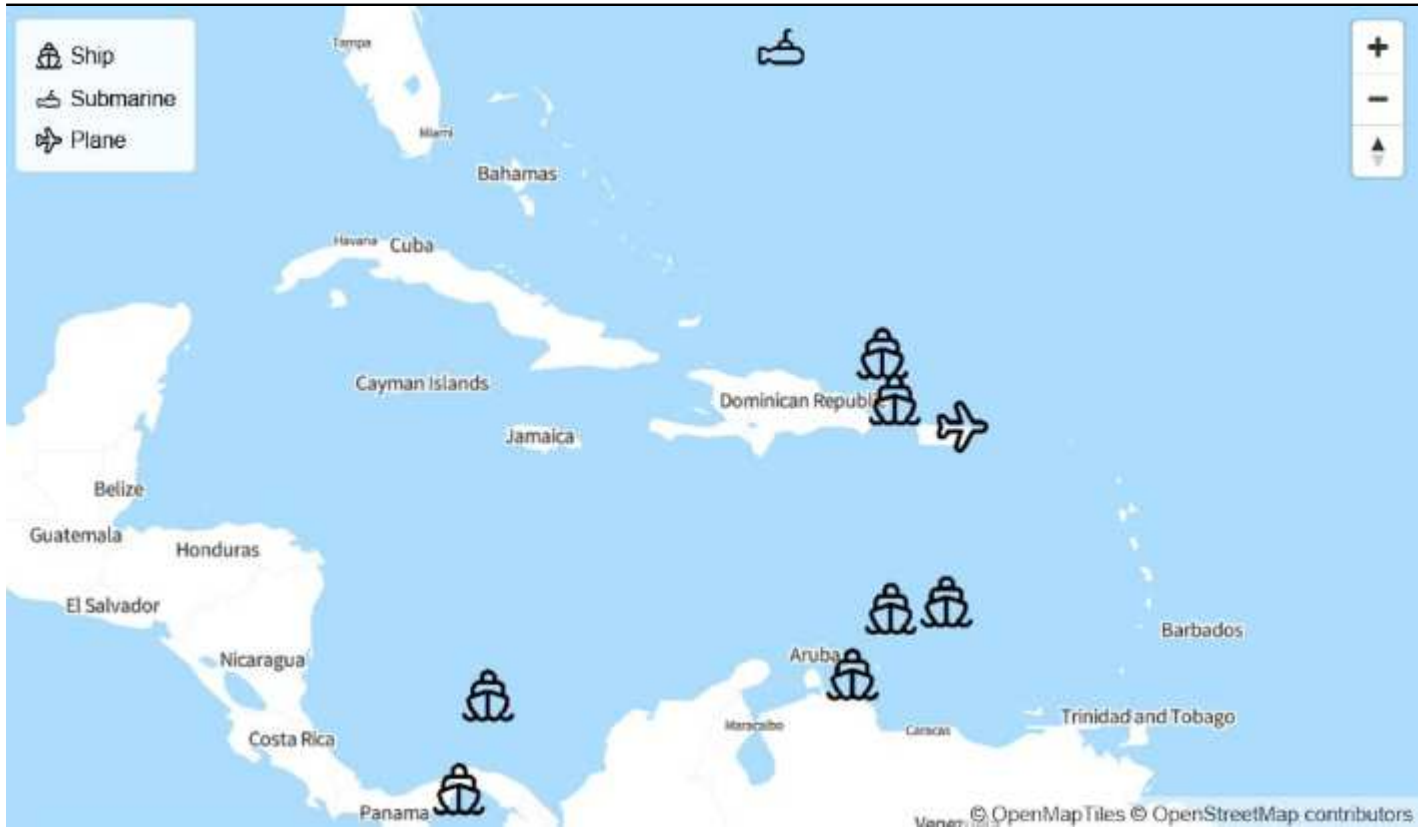 Ship
Submarine
Plane
Tampa
Miami
Bahamas
Havana
Cuba
Cayman Islands
Dominican Republic
Jamaica
Belize
Guatemala
Honduras
El Salvador
Barbados
Aruba
Nicaragua
Trinidad and Tobago
Maracaibo
Caracas
Costa Rica
Panama
© OpenMapTiles © OpenStreetMap contributors